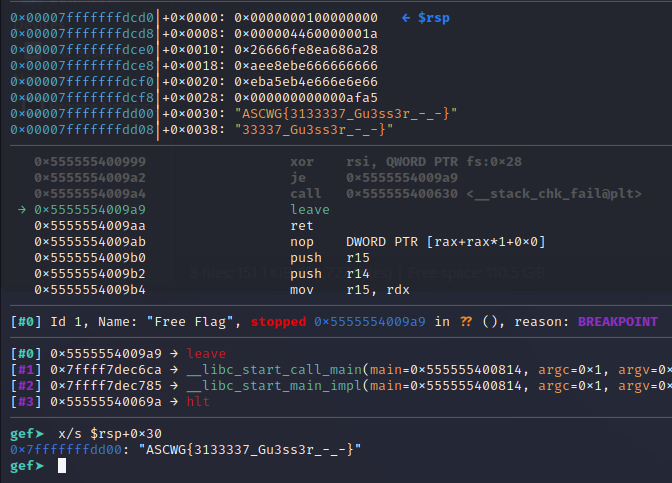 0x00007fffffffdcd0│+0x0000: 0x0000000100000000   ← $rsp
0x00007fffffffdcd8│+0x0008: 0x000004460000001a
0x00007fffffffdce0│+0x0010: 0x26666fe8ea686a28
0x00007fffffffdce8│+0x0018: 0xaee8ebe666666666
0x00007fffffffdcf0│+0x0020: 0xeba5eb4e666e6e66
0x00007fffffffdcf8│+0x0028: 0x000000000000afa5
0x00007fffffffdd00│+0x0030: "ASCWG{3133337_Gu3ss3r_-_-}"
0x00007fffffffdd08│+0x0038: "33337_Gu3ss3r_-_-}"
0x555555400999                  xor    rsi, QWORD PTR fs:0x28
0x5555554009a2                  je     0x5555554009a9
0x5555554009a4                  call   0x555555400630 <__stack_chk_fail@plt>
→ 0x5555554009a9                  leave
0x5555554009aa                  ret
0x5555554009ab                  nop    DWORD PTR [rax+rax*1+0x0]
0x5555554009b0                  push   r15
0x5555554009b2                  push   r14
0x5555554009b4                  mov    r15, rdx
[#0] Id 1, Name: "Free Flag", stopped 0x5555554009a9 in ?? (), reason: BREAKPOINT
[#0] 0x5555554009a9 → leave
[#1] 0x7ffff7dec6ca → __libc_start_call_main(main=0x555555400814, argc=0x1, argv=0x
[#2] 0x7ffff7dec785 → __libc_start_main_impl(main=0x555555400814, argc=0x1, argv=0x
[#3] 0x55555540069a → hlt
gef➤  x/s $rsp+0x30
0x7fffffffdd00: "ASCWG{3133337_Gu3ss3r_-_-}"
gef➤